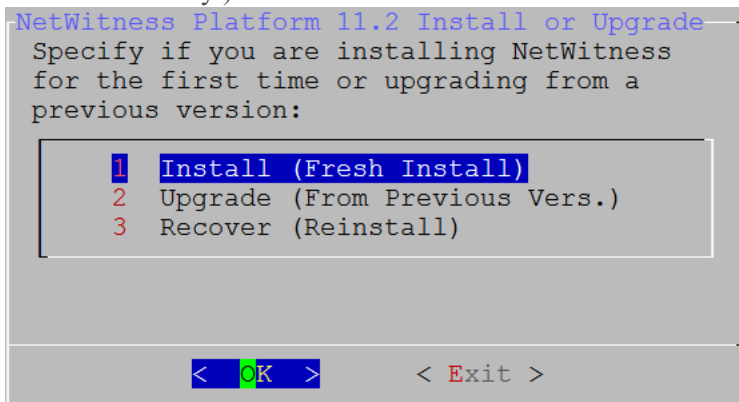 NetWitness Platform 11.2 Install or Upgrade
Specify if you are installing NetWitness
for the first time or upgrading from a
previous version:
1 Install (Fresh Install)
2 Upgrade (From Previous Vers.)
3 Recover (Reinstall)
< OK > < Exit >